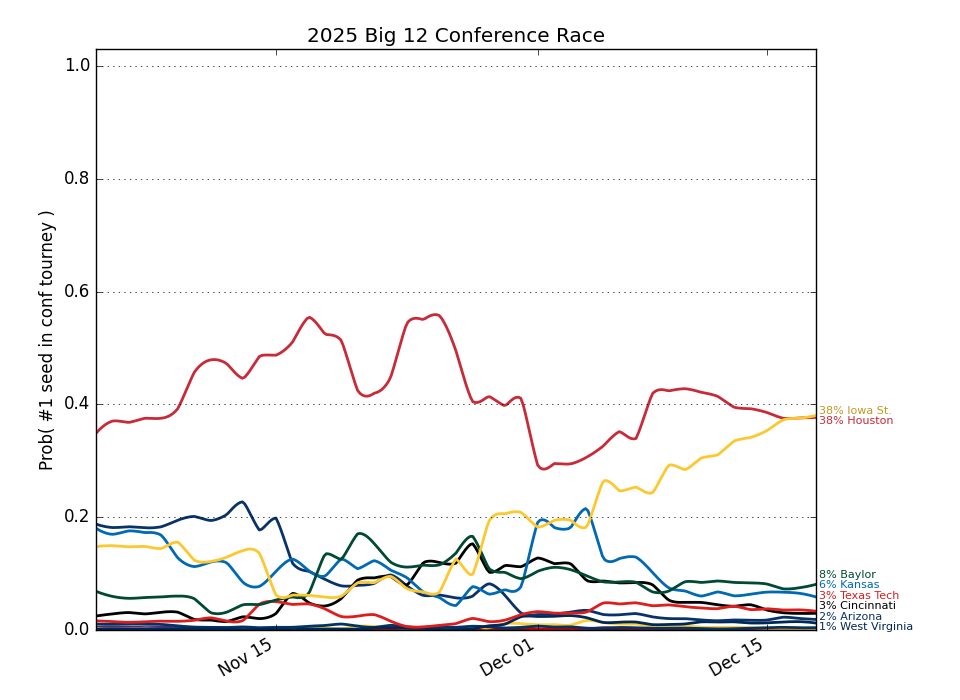 2025 Big 12 Conference Race
Prob( #1 seed in conf tourney )
1.0
0.8
0.6
0.4
0.2
0.0
38% Iowa St.
38% Houston
8% Baylor
6% Kansas
3% Texas Tech
3% Cincinnati
2% Arizona
1% West Virginia
Nov 15
Dec 01
Dec 15